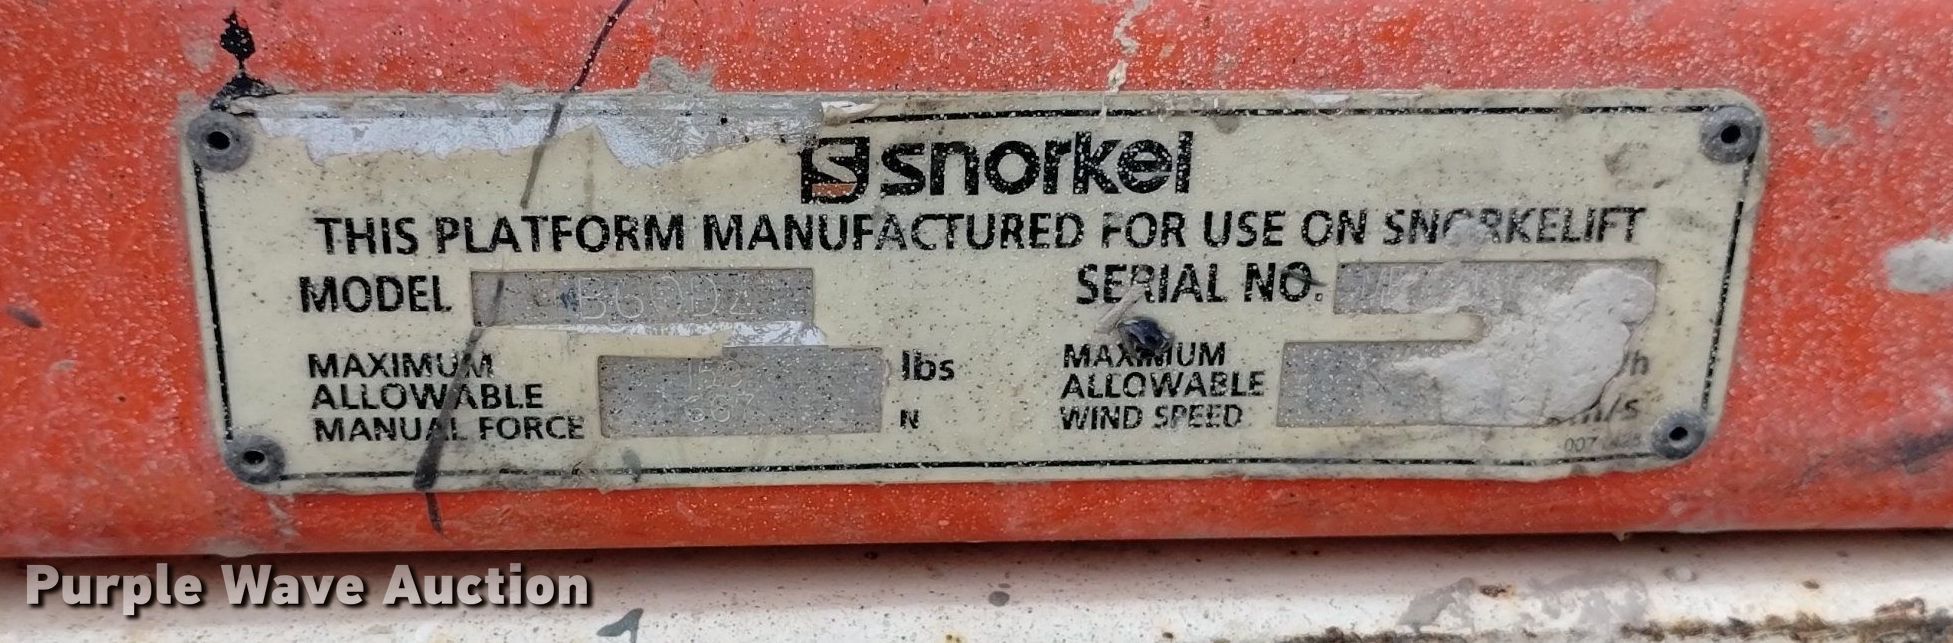 snorkel
THIS PLATFORM MANUFACTURED FOR USE ON SNORKELIFT
MODEL SERIAL NO.
MAXIMUM ALLOWABLE MANUAL FORCE lbs N
MAXIMUM ALLOWABLE WIND SPEED m/s
Purple Wave Auction